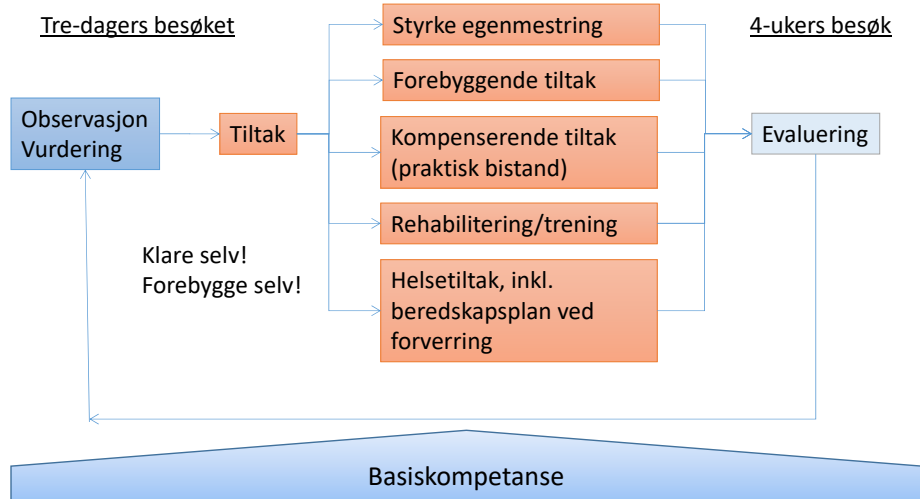 Tre-dagers besøket
4-ukers besøk
Observasjon
Vurdering
Tiltak
Styrke egenmestring
Forebyggende tiltak
Kompenserende tiltak
(praktisk bistand)
Rehabilitering/trening
Helsetiltak, inkl.
beredskapsplan ved
forverring
Evaluering
Klare selv!
Forebygge selv!
Basiskompetanse